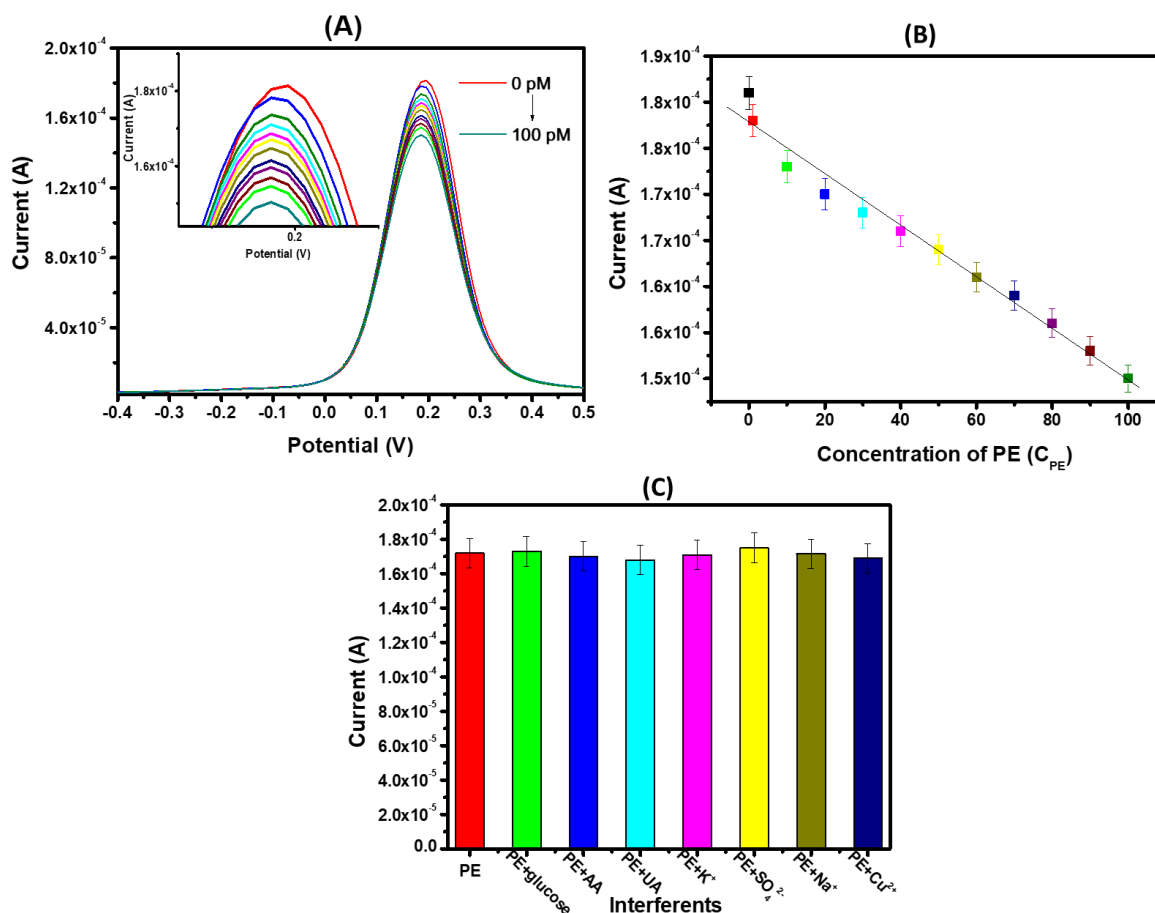 (A)
2.0x10⁻⁴
1.6x10⁻⁴
1.2x10⁻⁴
8.0x10⁻⁵
4.0x10⁻⁵
Current (A)
-0.4 -0.3 -0.2 -0.1 0.0 0.1 0.2 0.3 0.4 0.5
Potential (V)
1.8x10⁻⁴
1.6x10⁻⁴
Current (A)
0.2
Potential (V)
0 pM
100 pM
(B)
1.9x10⁻⁴
1.8x10⁻⁴
1.8x10⁻⁴
1.7x10⁻⁴
1.7x10⁻⁴
1.6x10⁻⁴
1.6x10⁻⁴
1.5x10⁻⁴
Current (A)
0 20 40 60 80 100
Concentration of PE (C_PE)
(C)
2.0x10⁻⁴
1.8x10⁻⁴
1.6x10⁻⁴
1.4x10⁻⁴
1.2x10⁻⁴
1.0x10⁻⁴
8.0x10⁻⁵
6.0x10⁻⁵
4.0x10⁻⁵
2.0x10⁻⁵
0.0
Current (A)
PE
PE+glucose
PE+AA
PE+UA
PE+K⁺
PE+SO₄²⁻
PE+Na⁺
PE+Cu²⁺
Interferents